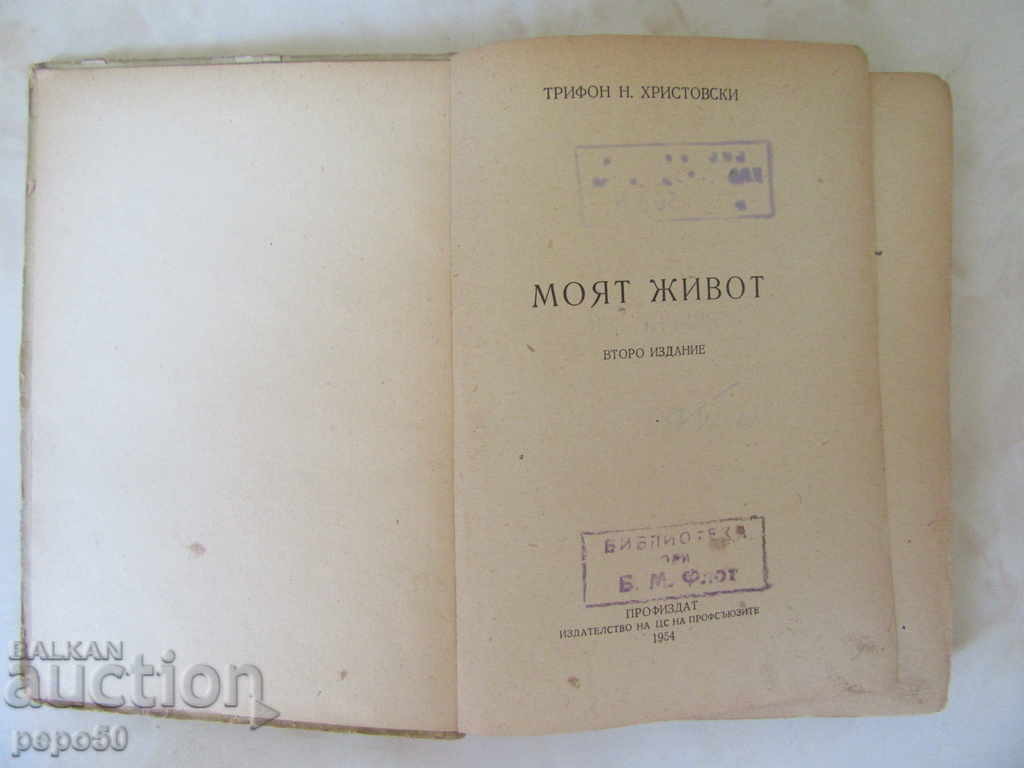 ТРИФОН Н. ХРИСТОВСКИ
МОЯТ ЖИВОТ
ВТОРО ИЗДАНИЕ
БИБЛИОТЕКА
при
Б. М. Флот
ПРОФИЗДАТ
ИЗДАТЕЛСТВО НА ЦС НА ПРОФСЪЮЗИТЕ
1954
BALKAN
auction
pepo50